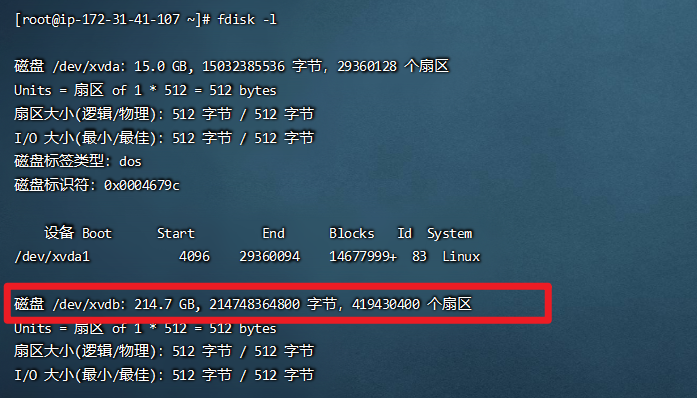 [root@ip-172-31-41-107 ~]# fdisk -l
磁盘 /dev/xvda：15.0 GB, 15032385536 字节，29360128 个扇区
Units = 扇区 of 1 * 512 = 512 bytes
扇区大小(逻辑/物理)：512 字节 / 512 字节
I/O 大小(最小/最佳)：512 字节 / 512 字节
磁盘标签类型：dos
磁盘标识符：0x0004679c
设备 Boot      Start         End      Blocks   Id  System
/dev/xvda1            4096    29360094    14677999+  83  Linux
磁盘 /dev/xvdb：214.7 GB, 214748364800 字节，419430400 个扇区
Units = 扇区 of 1 * 512 = 512 bytes
扇区大小(逻辑/物理)：512 字节 / 512 字节
I/O 大小(最小/最佳)：512 字节 / 512 字节